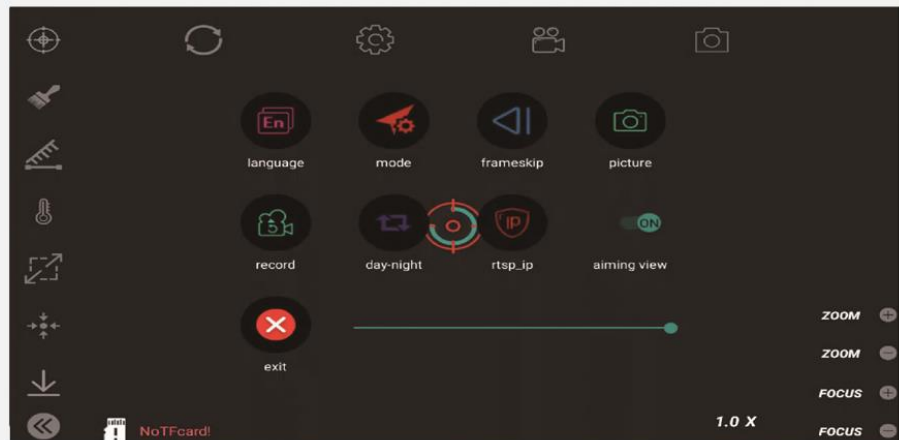 En
language
mode
frameskip
picture
5
IP
ON
record
day-night
rtsp_ip
aiming view
ZOOM
ZOOM
exit
FOCUS
1.0 X
NoTFcard!
FOCUS